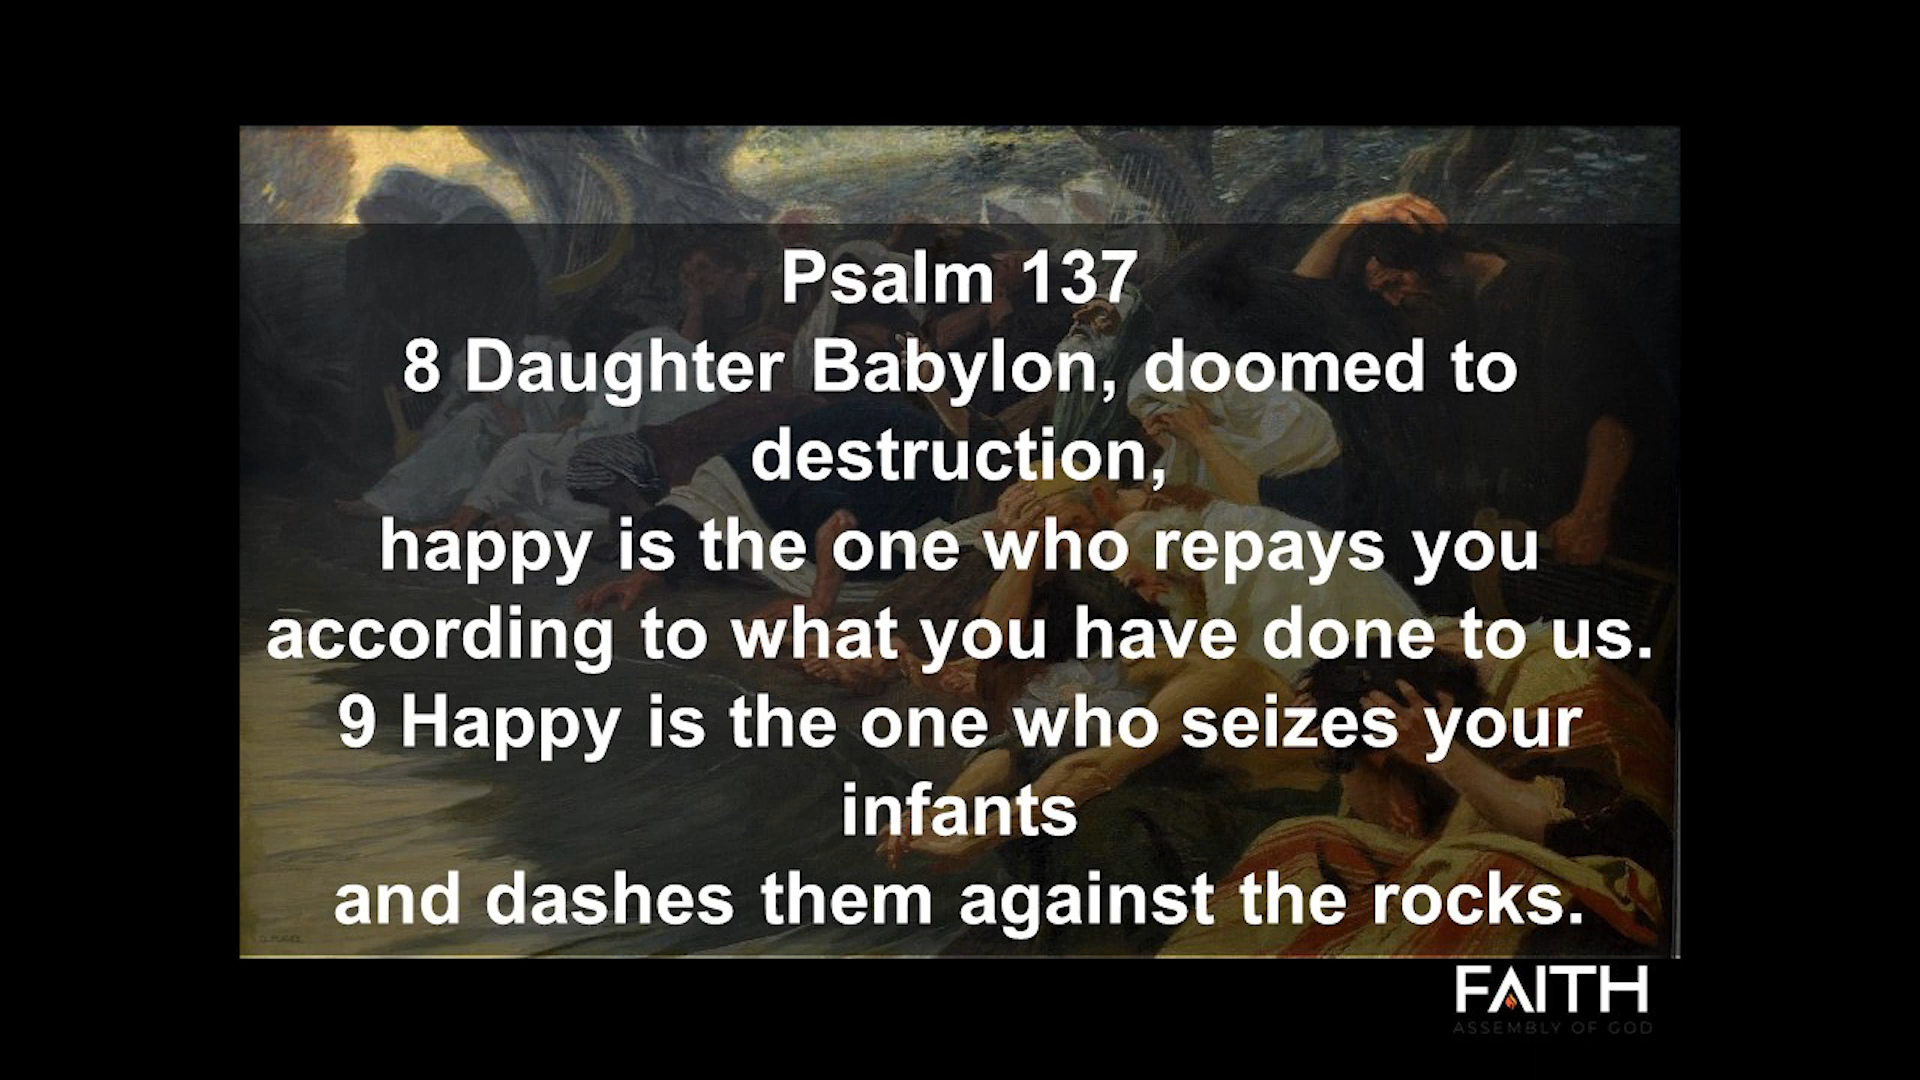 Psalm 137
8 Daughter Babylon, doomed to
destruction,
happy is the one who repays you
according to what you have done to us.
9 Happy is the one who seizes your
infants
and dashes them against the rocks.
FAITH
ASSEMBLY OF GOD